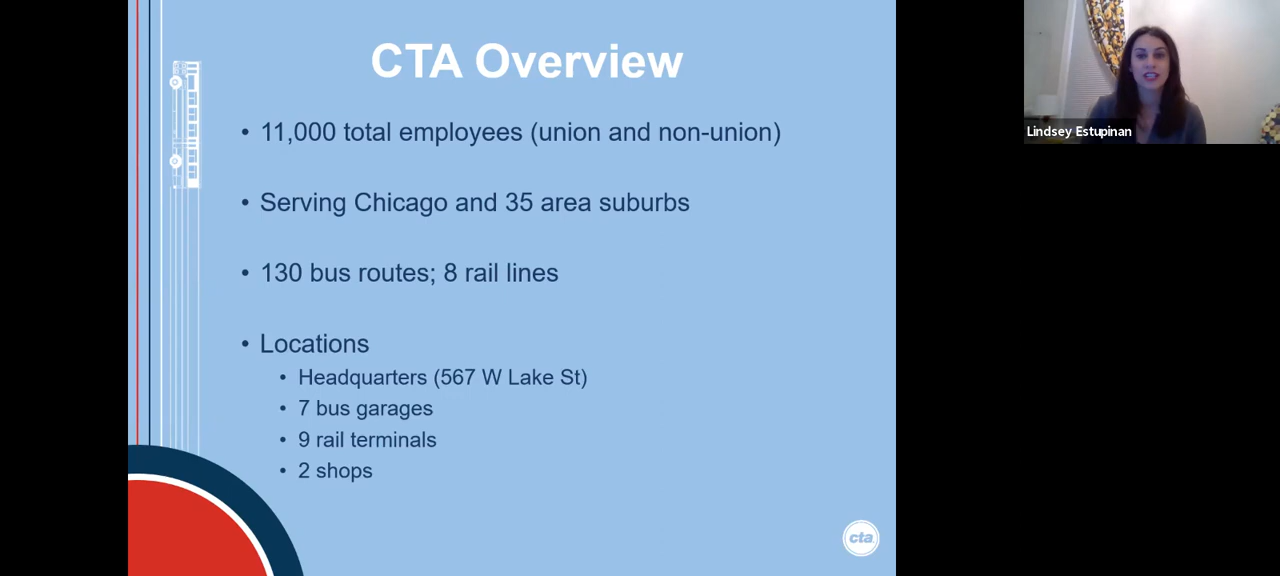 CTA Overview
• 11,000 total employees (union and non-union)
• Serving Chicago and 35 area suburbs
• 130 bus routes; 8 rail lines
• Locations
• Headquarters (567 W Lake St)
• 7 bus garages
• 9 rail terminals
• 2 shops
cta
Lindsey Estupinan